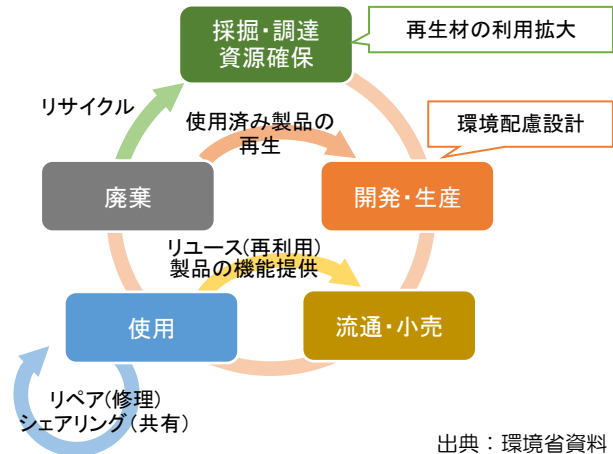 採掘・調達
資源確保
再生材の利用拡大
リサイクル
使用済み製品の
再生
環境配慮設計
廃棄
開発・生産
リユース(再利用)
製品の機能提供
使用
流通・小売
リペア(修理)
シェアリング(共有)
出典：環境省資料